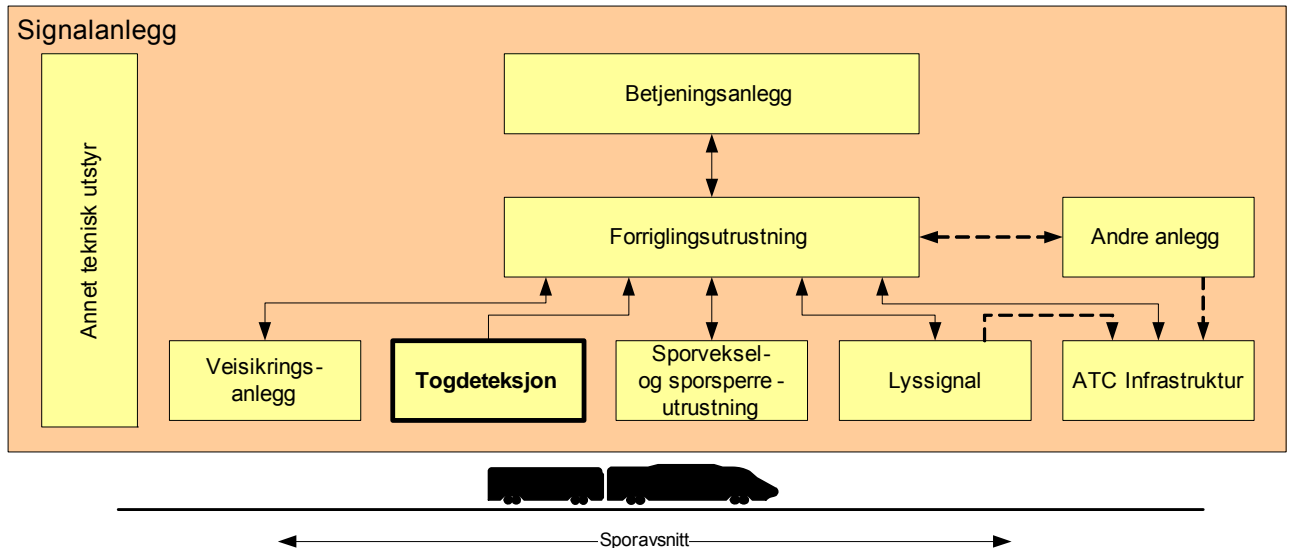 Signalanlegg
Annet teknisk utstyr
Betjeningsanlegg
Forriglingsutrustning
Andre anlegg
Veisikrings-
anlegg
Togdeteksjon
Sporveksel-
og sporsperre -
utrustning
Lyssignal
ATC Infrastruktur
Sporavsnitt